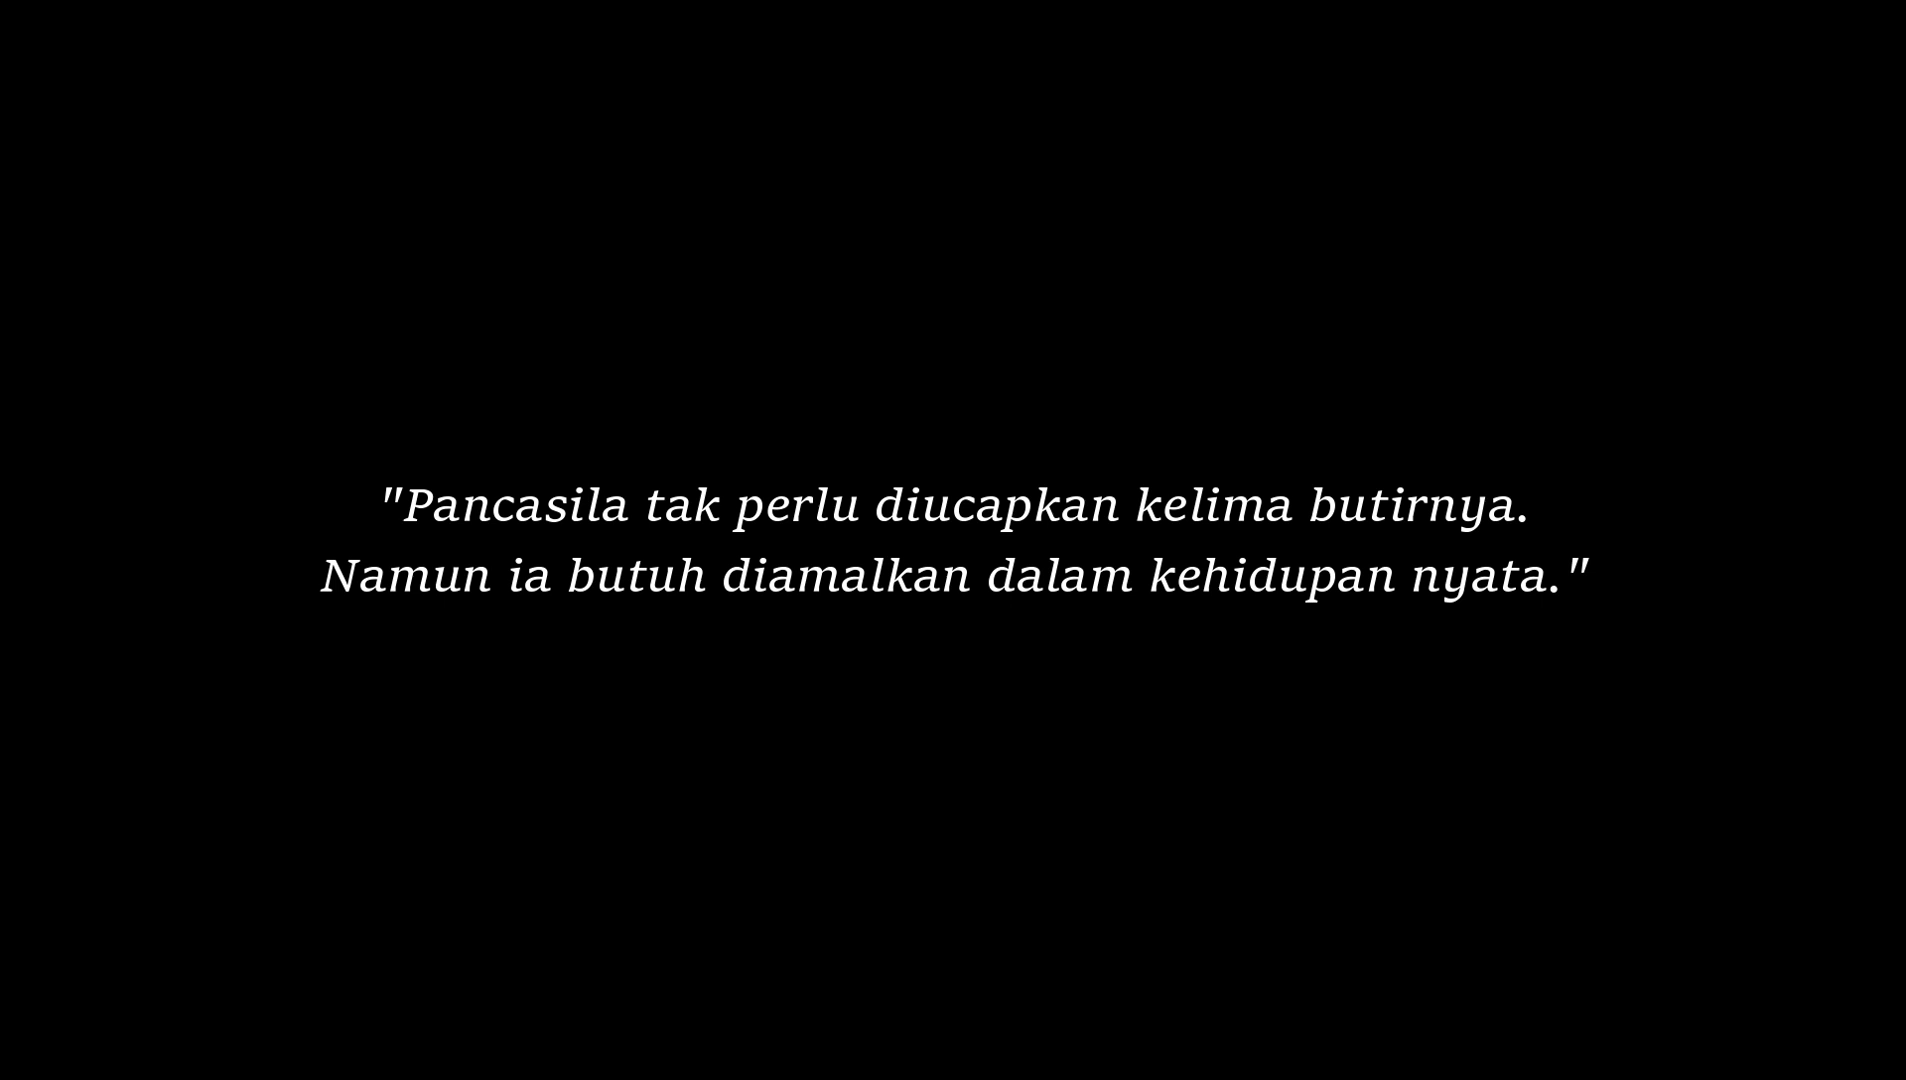 "Pancasila tak perlu diucapkan kelima butirnya.
Namun ia butuh diamalkan dalam kehidupan nyata."